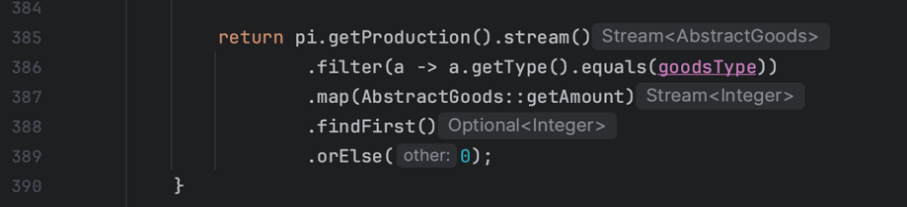 384
385 return pi.getProduction().stream() Stream<AbstractGoods>
386 .filter(a -> a.getType().equals(goodsType))
387 .map(AbstractGoods::getAmount) Stream<Integer>
388 .findFirst() Optional<Integer>
389 .orElse( other: 0);
390 }